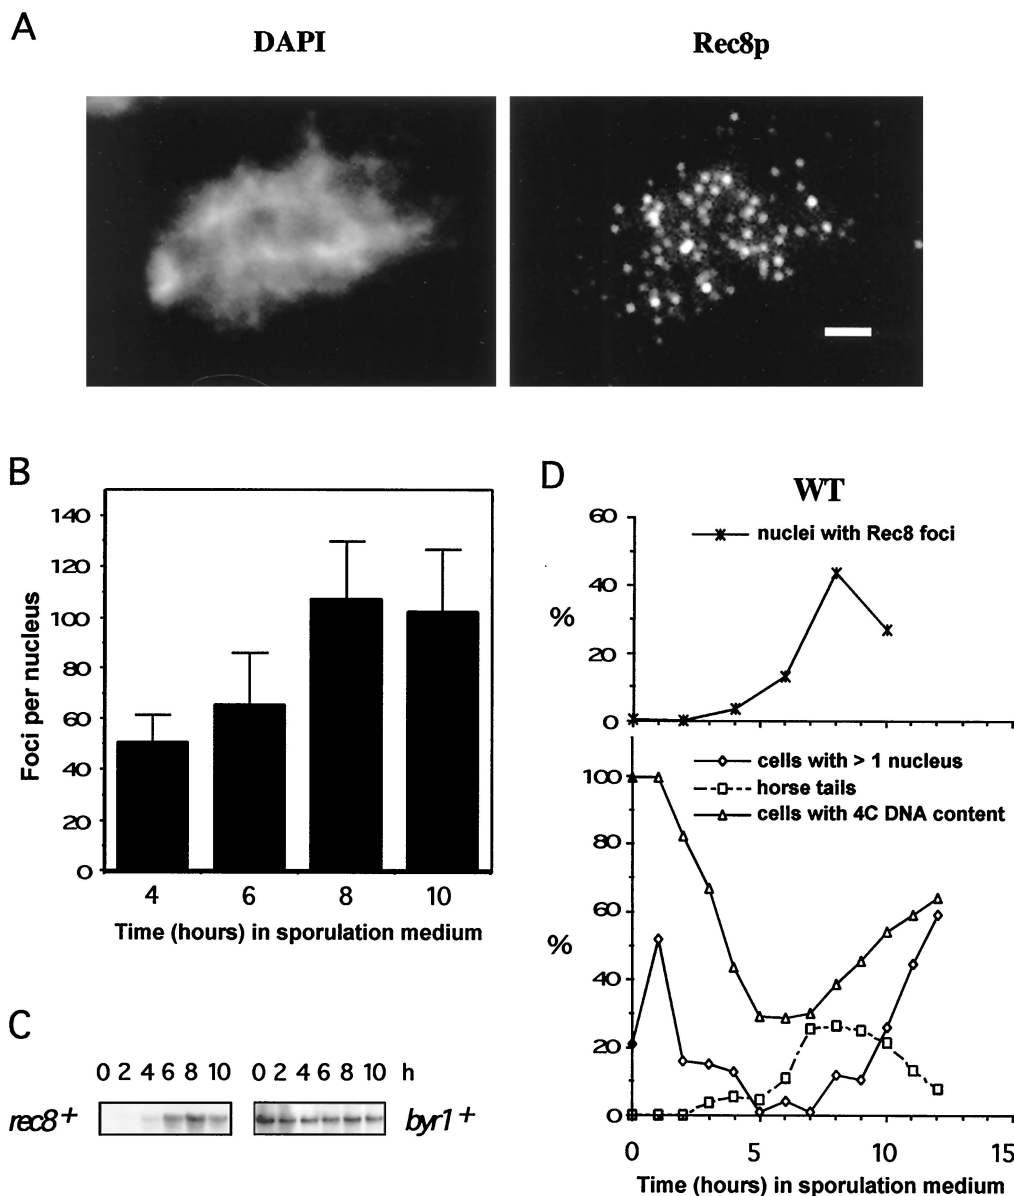 A
DAPI
Rec8p
B
140
120
100
80
60
40
20
0
Foci per nucleus
4 6 8 10
Time (hours) in sporulation medium
C
0 2 4 6 8 10 0 2 4 6 8 10 h
rec8+
byr1+
D
WT
60
40
20
0
%
nuclei with Rec8 foci
cells with > 1 nucleus
horse tails
cells with 4C DNA content
100
80
60
40
20
0
%
0 5 10 15
Time (hours) in sporulation medium